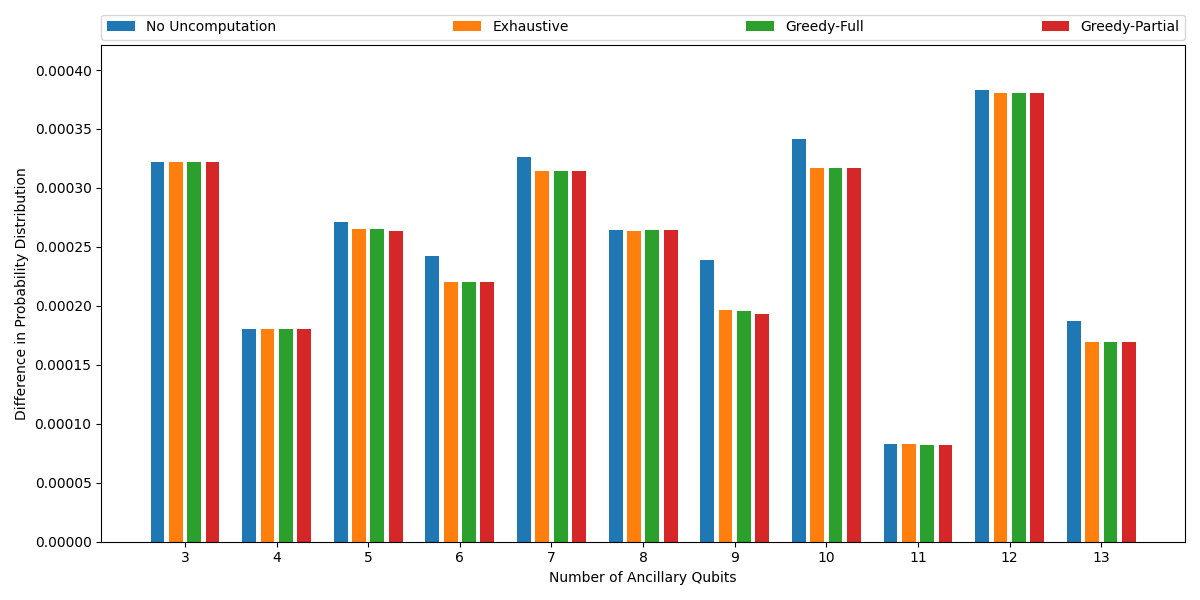 No Uncomputation Exhaustive Greedy-Full Greedy-Partial
0.00040
0.00035
0.00030
0.00025
0.00020
0.00015
0.00010
0.00005
0.00000
Difference in Probability Distribution
3 4 5 6 7 8 9 10 11 12 13
Number of Ancillary Qubits